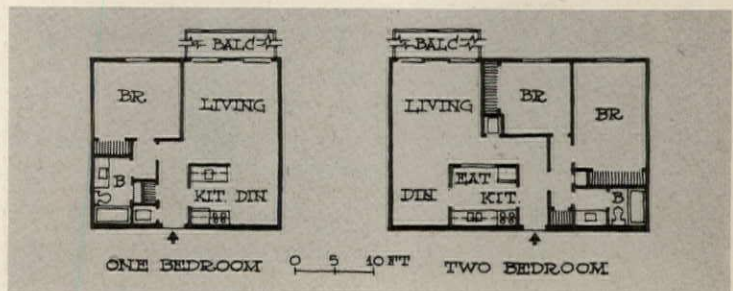 BALC
BR
LIVING
B
KIT DIN
ONE BEDROOM
0 5 10 FT
BALC
LIVING
BR
BR
EAT
DIN
KIT.
B
TWO BEDROOM